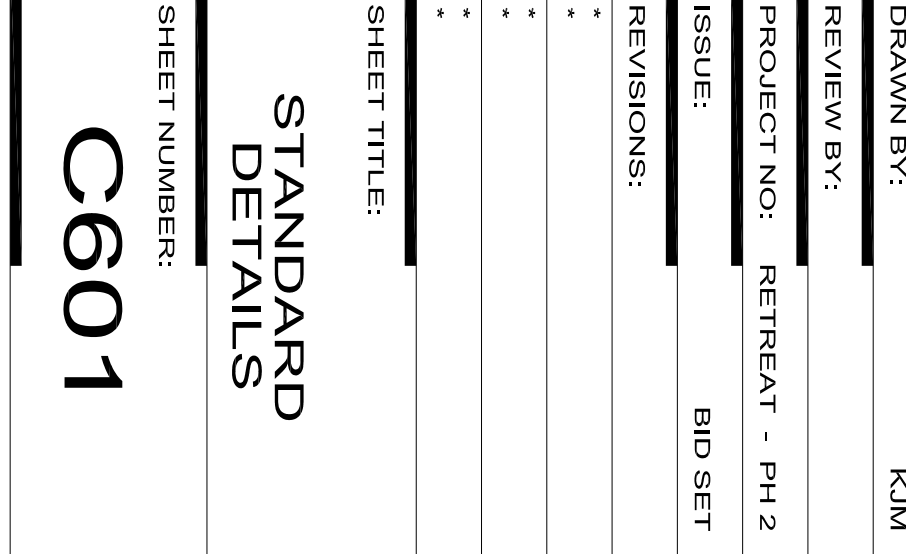 DRAWN BY: KJM
REVIEW BY:
PROJECT NO: RETREAT - PH 2
ISSUE: BID SET
REVISIONS:
* *
* *
* *
SHEET TITLE:
STANDARD
DETAILS
SHEET NUMBER:
C601